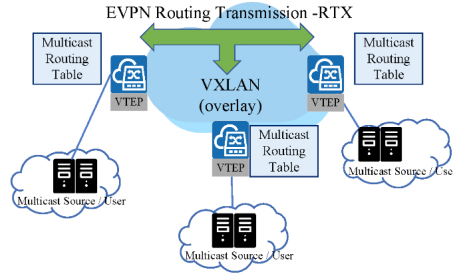 EVPN Routing Transmission -RTX
Multicast
Routing
Table
VTEP
VXLAN
(overlay)
VTEP
Multicast
Routing
Table
VTEP
Multicast
Routing
Table
Multicast Source / User
Multicast Source / Use
Multicast Source / User